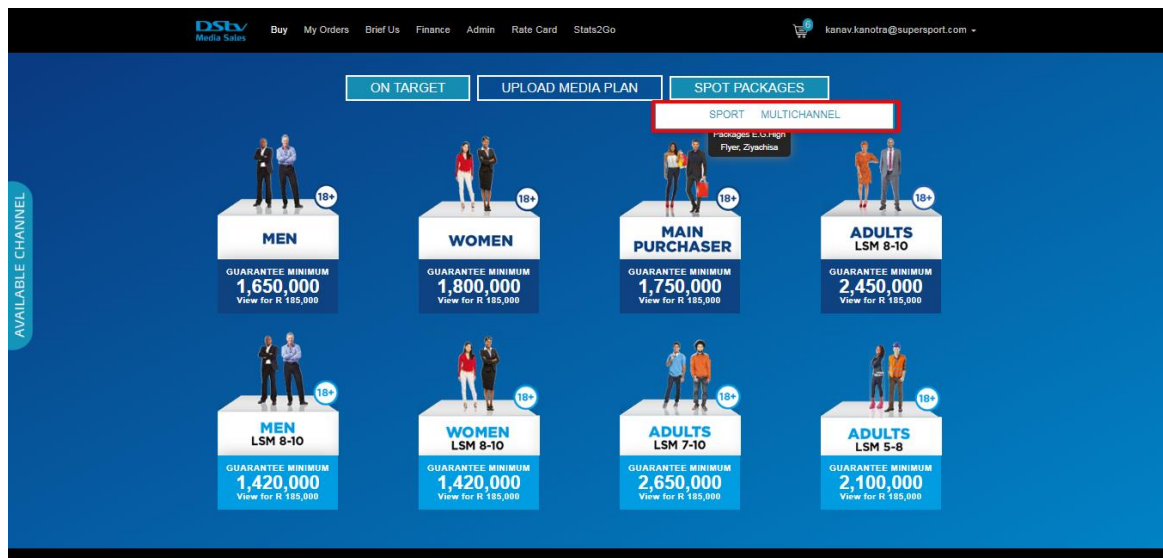 DStv
Media Sales
Buy My Orders Brief Us Finance Admin Rate Card Stats2Go
6
kanav.kanotra@supersport.com
ON TARGET
UPLOAD MEDIA PLAN
SPOT PACKAGES
SPORT MULTICHANNEL
Packages E.G.High
Flyer, Ziyachisa
AVAILABLE CHANNEL
18+
MEN
GUARANTEE MINIMUM
1,650,000
View for R 185,000
18+
WOMEN
GUARANTEE MINIMUM
1,800,000
View for R 185,000
18+
MAIN
PURCHASER
GUARANTEE MINIMUM
1,750,000
View for R 185,000
18+
ADULTS
LSM 8-10
GUARANTEE MINIMUM
2,450,000
View for R 185,000
18+
MEN
LSM 8-10
GUARANTEE MINIMUM
1,420,000
View for R 185,000
18+
WOMEN
LSM 8-10
GUARANTEE MINIMUM
1,420,000
View for R 185,000
18+
ADULTS
LSM 7-10
GUARANTEE MINIMUM
2,650,000
View for R 185,000
18+
ADULTS
LSM 5-8
GUARANTEE MINIMUM
2,100,000
View for R 185,000